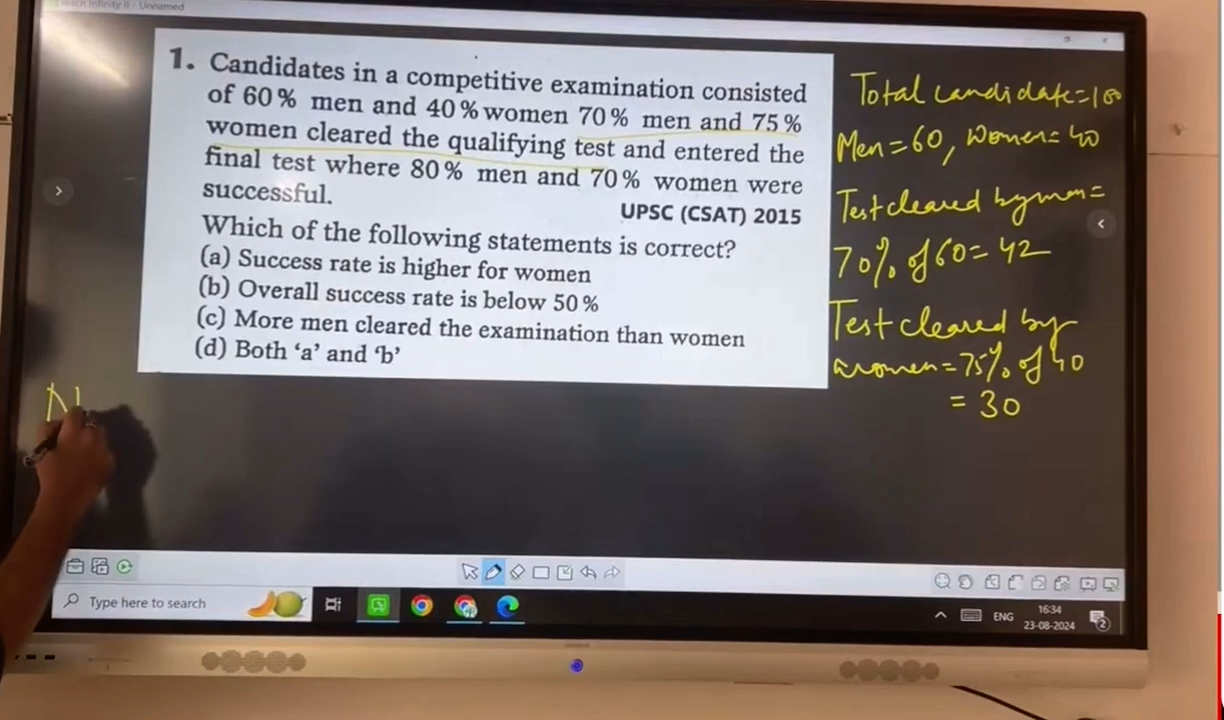 each Infinity II - Unnamed
1. Candidates in a competitive examination consisted
of 60% men and 40% women 70% men and 75%
women cleared the qualifying test and entered the
final test where 80% men and 70% women were
successful.
UPSC (CSAT) 2015
Which of the following statements is correct?
(a) Success rate is higher for women
(b) Overall success rate is below 50%
(c) More men cleared the examination than women
(d) Both ‘a’ and ‘b’
Total candidate=100
Men=60, women=40
Test cleared by men=
70% of 60=42
Test cleared by
women=75% of 40
= 30
N
Type here to search
ENG
16:34
23-08-2024
2